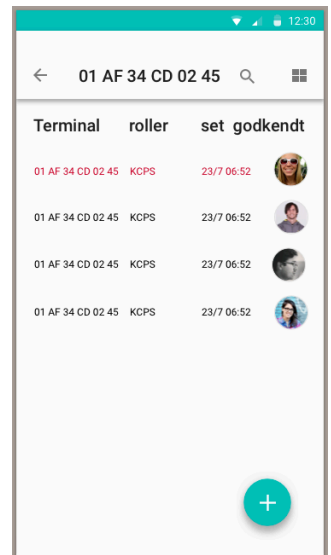 12:30
01 AF 34 CD 02 45
Terminal roller set godkendt
01 AF 34 CD 02 45 KCPS 23/7 06:52
01 AF 34 CD 02 45 KCPS 23/7 06:52
01 AF 34 CD 02 45 KCPS 23/7 06:52
01 AF 34 CD 02 45 KCPS 23/7 06:52